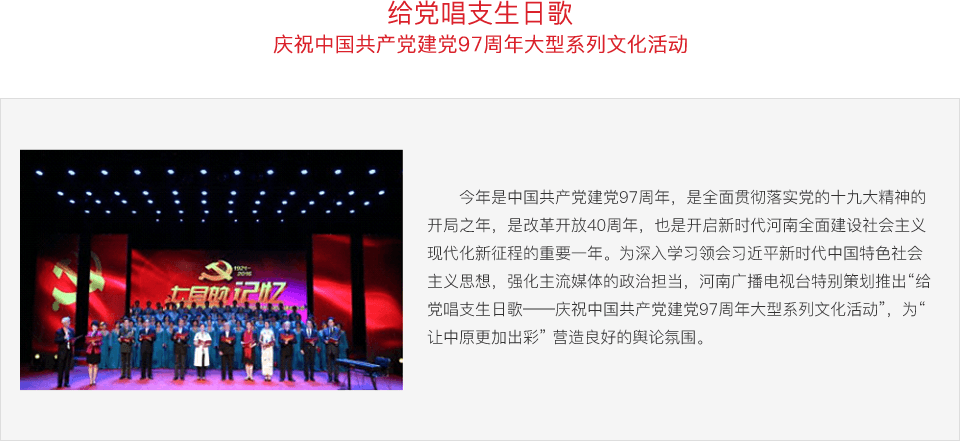 给党唱支生日歌
庆祝中国共产党建党97周年大型系列文化活动
1921-
2016
七月的记忆
今年是中国共产党建党97周年，是全面贯彻落实党的十九大精神的
开局之年，是改革开放40周年，也是开启新时代河南全面建设社会主义
现代化新征程的重要一年。为深入学习领会习近平新时代中国特色社会
主义思想，强化主流媒体的政治担当，河南广播电视台特别策划推出“给
党唱支生日歌——庆祝中国共产党建党97周年大型系列文化活动”，为“
让中原更加出彩” 营造良好的舆论氛围。